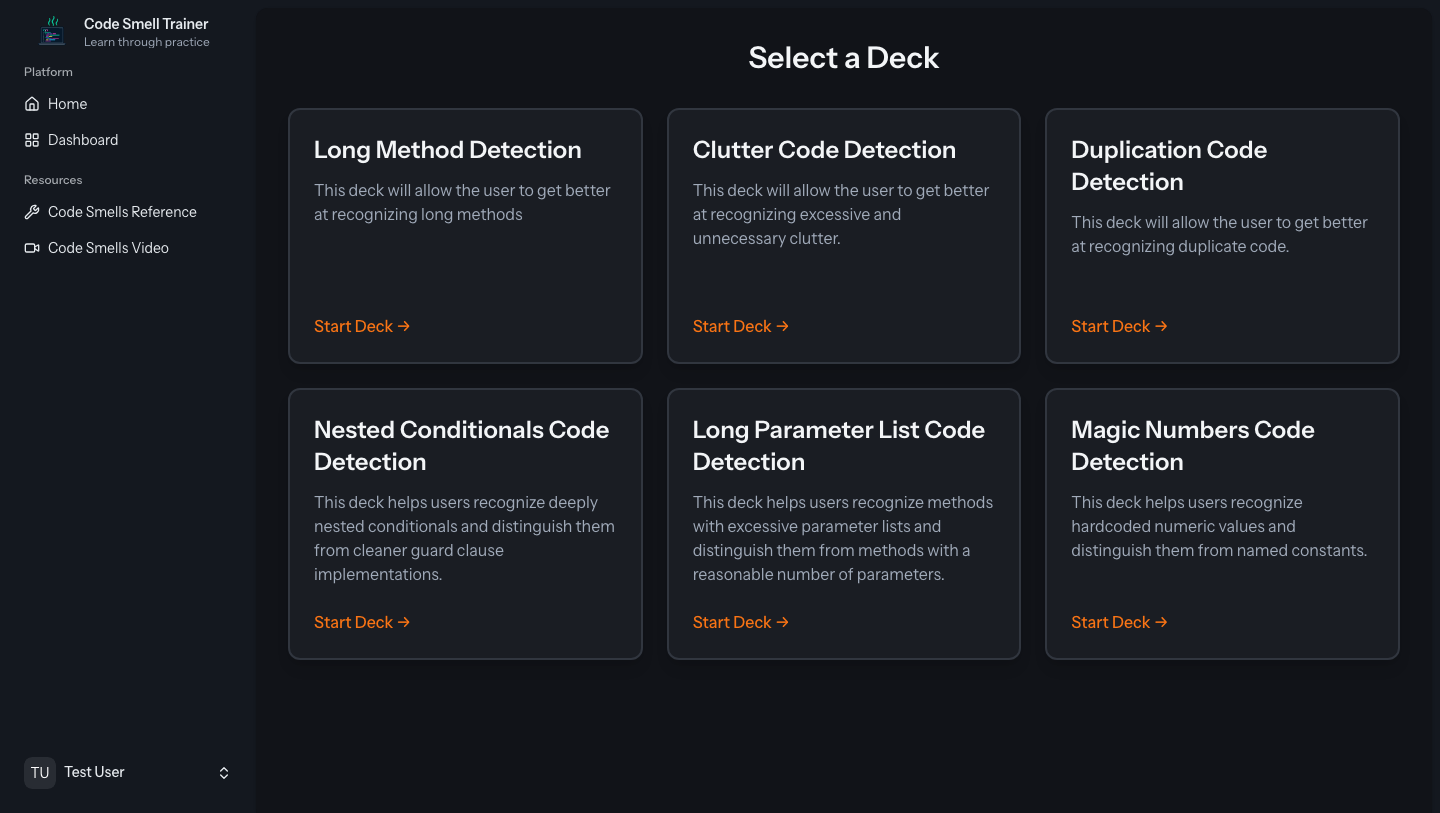 Code Smell Trainer
Learn through practice
Platform
Home
Dashboard
Resources
Code Smells Reference
Code Smells Video
TU
Test User
Select a Deck
Long Method Detection
This deck will allow the user to get better
at recognizing long methods
Start Deck →
Clutter Code Detection
This deck will allow the user to get better
at recognizing excessive and
unnecessary clutter.
Start Deck →
Duplication Code
Detection
This deck will allow the user to get better
at recognizing duplicate code.
Start Deck →
Nested Conditionals Code
Detection
This deck helps users recognize deeply
nested conditionals and distinguish them
from cleaner guard clause
implementations.
Start Deck →
Long Parameter List Code
Detection
This deck helps users recognize methods
with excessive parameter lists and
distinguish them from methods with a
reasonable number of parameters.
Start Deck →
Magic Numbers Code
Detection
This deck helps users recognize
hardcoded numeric values and
distinguish them from named constants.
Start Deck →